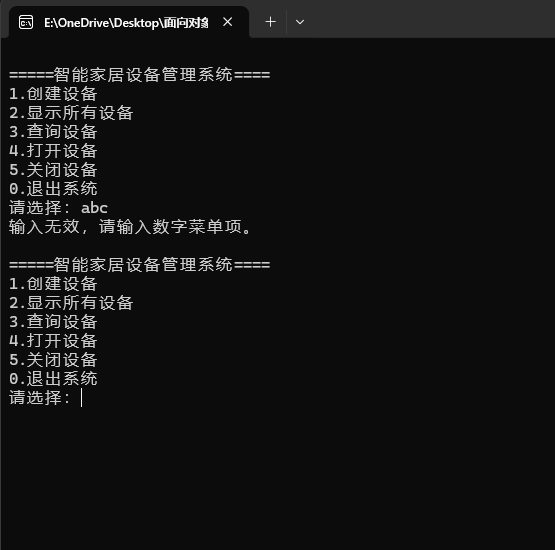 E:\OneDrive\Desktop\面向对象
=====智能家居设备管理系统====
1.创建设备
2.显示所有设备
3.查询设备
4.打开设备
5.关闭设备
0.退出系统
请选择: abc
输入无效，请输入数字菜单项。
=====智能家居设备管理系统====
1.创建设备
2.显示所有设备
3.查询设备
4.打开设备
5.关闭设备
0.退出系统
请选择: